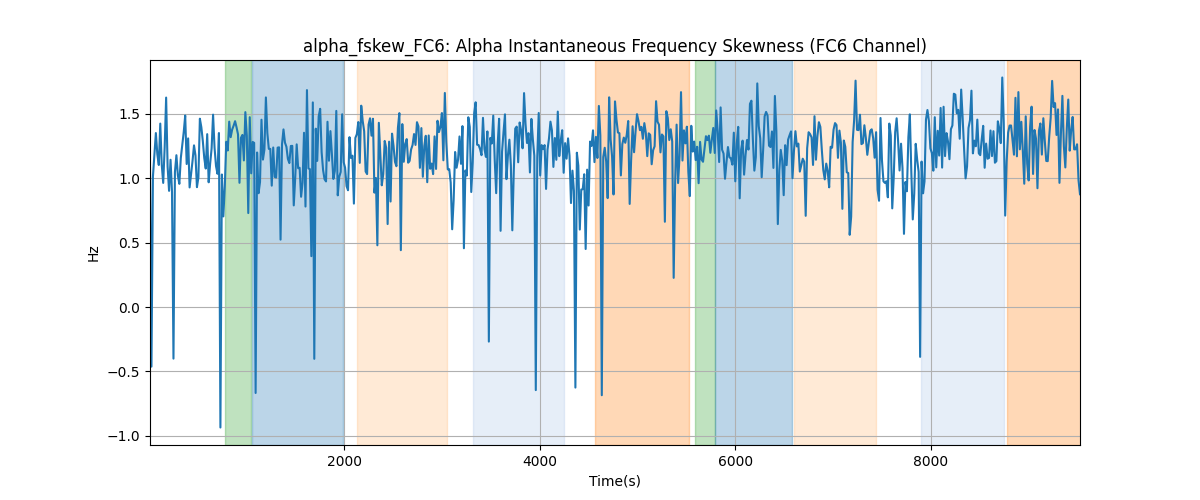 alpha_fskew_FC6: Alpha Instantaneous Frequency Skewness (FC6 Channel)
1.5
1.0
0.5
0.0
−0.5
−1.0
Hz
2000 4000 6000 8000
Time(s)